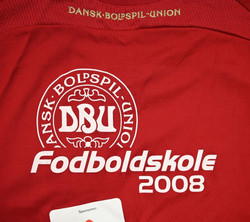 DANSK-BOLDSPIL-UNION
DANSK·BOLDSPIL-UNION
DBU
Fodboldskole
2008